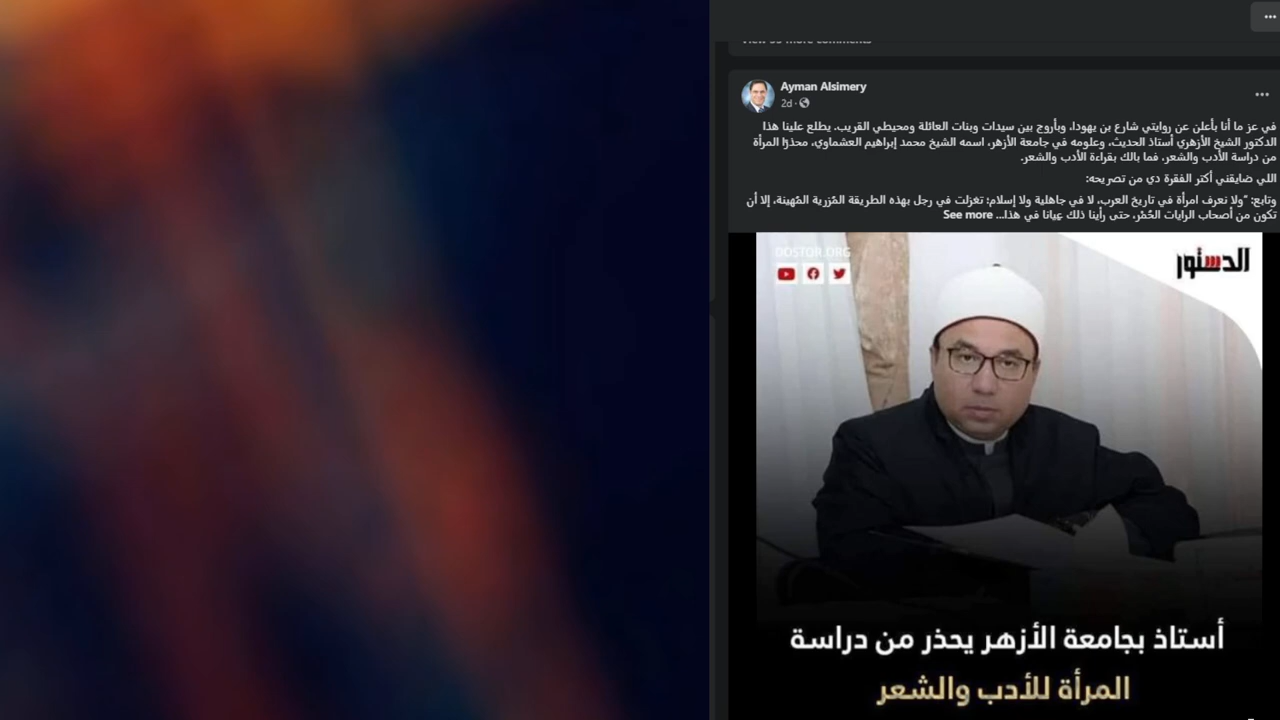 View 35 more comments
Ayman Alsimery
2d
في عز ما أنا بأعلن عن روايتي شارع بن يهودا، وبأروج بين سيدات وبنات العائلة ومحيطي القريب. يطلع علينا هذا
الدكتور الشيخ الأزهري أستاذ الحديث، وعلومه في جامعة الأزهر، اسمه الشيخ محمد إبراهيم العشماوي، محذرًا المرأة
من دراسة الأدب والشعر، فما بالك بقراءة الأدب والشعر.
اللي ضايقني أكتر الفقرة دي من تصريحه:
وتابع: "ولا نعرف امرأة في تاريخ العرب، لا في جاهلية ولا إسلام؛ تغزلت في رجل بهذه الطريقة المُزرية المُهينة، إلا أن
تكون من أصحاب الرايات الحُمْر، حتى رأينا ذلك عِيانا في هذا... See more
DOSTOR.ORG
الدستور
أستاذ بجامعة الأزهر يحذر من دراسة
المرأة للأدب والشعر